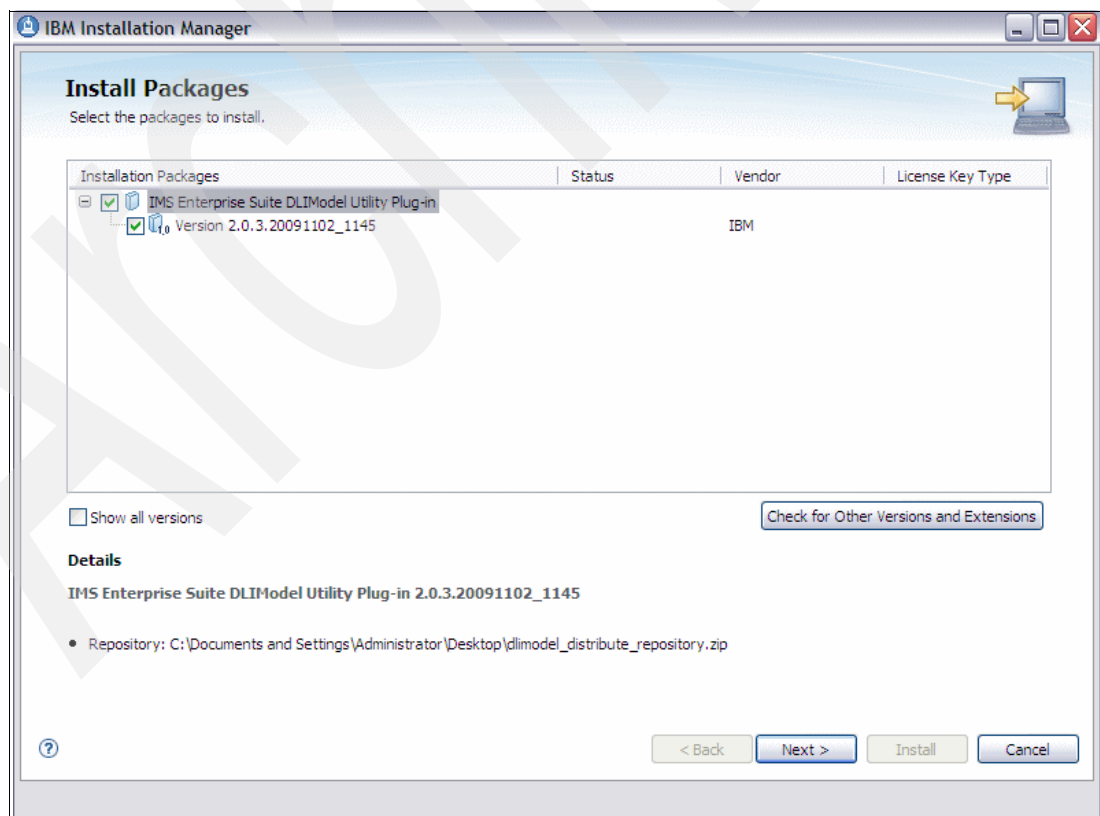 IBM Installation Manager
Install Packages
Select the packages to install.
Installation Packages Status Vendor License Key Type
IMS Enterprise Suite DLIModel Utility Plug-in
Version 2.0.3.20091102_1145 IBM
Show all versions Check for Other Versions and Extensions
Details
IMS Enterprise Suite DLIModel Utility Plug-in 2.0.3.20091102_1145
• Repository: C:\Documents and Settings\Administrator\Desktop\dlimodel_distribute_repository.zip
? < Back Next > Install Cancel